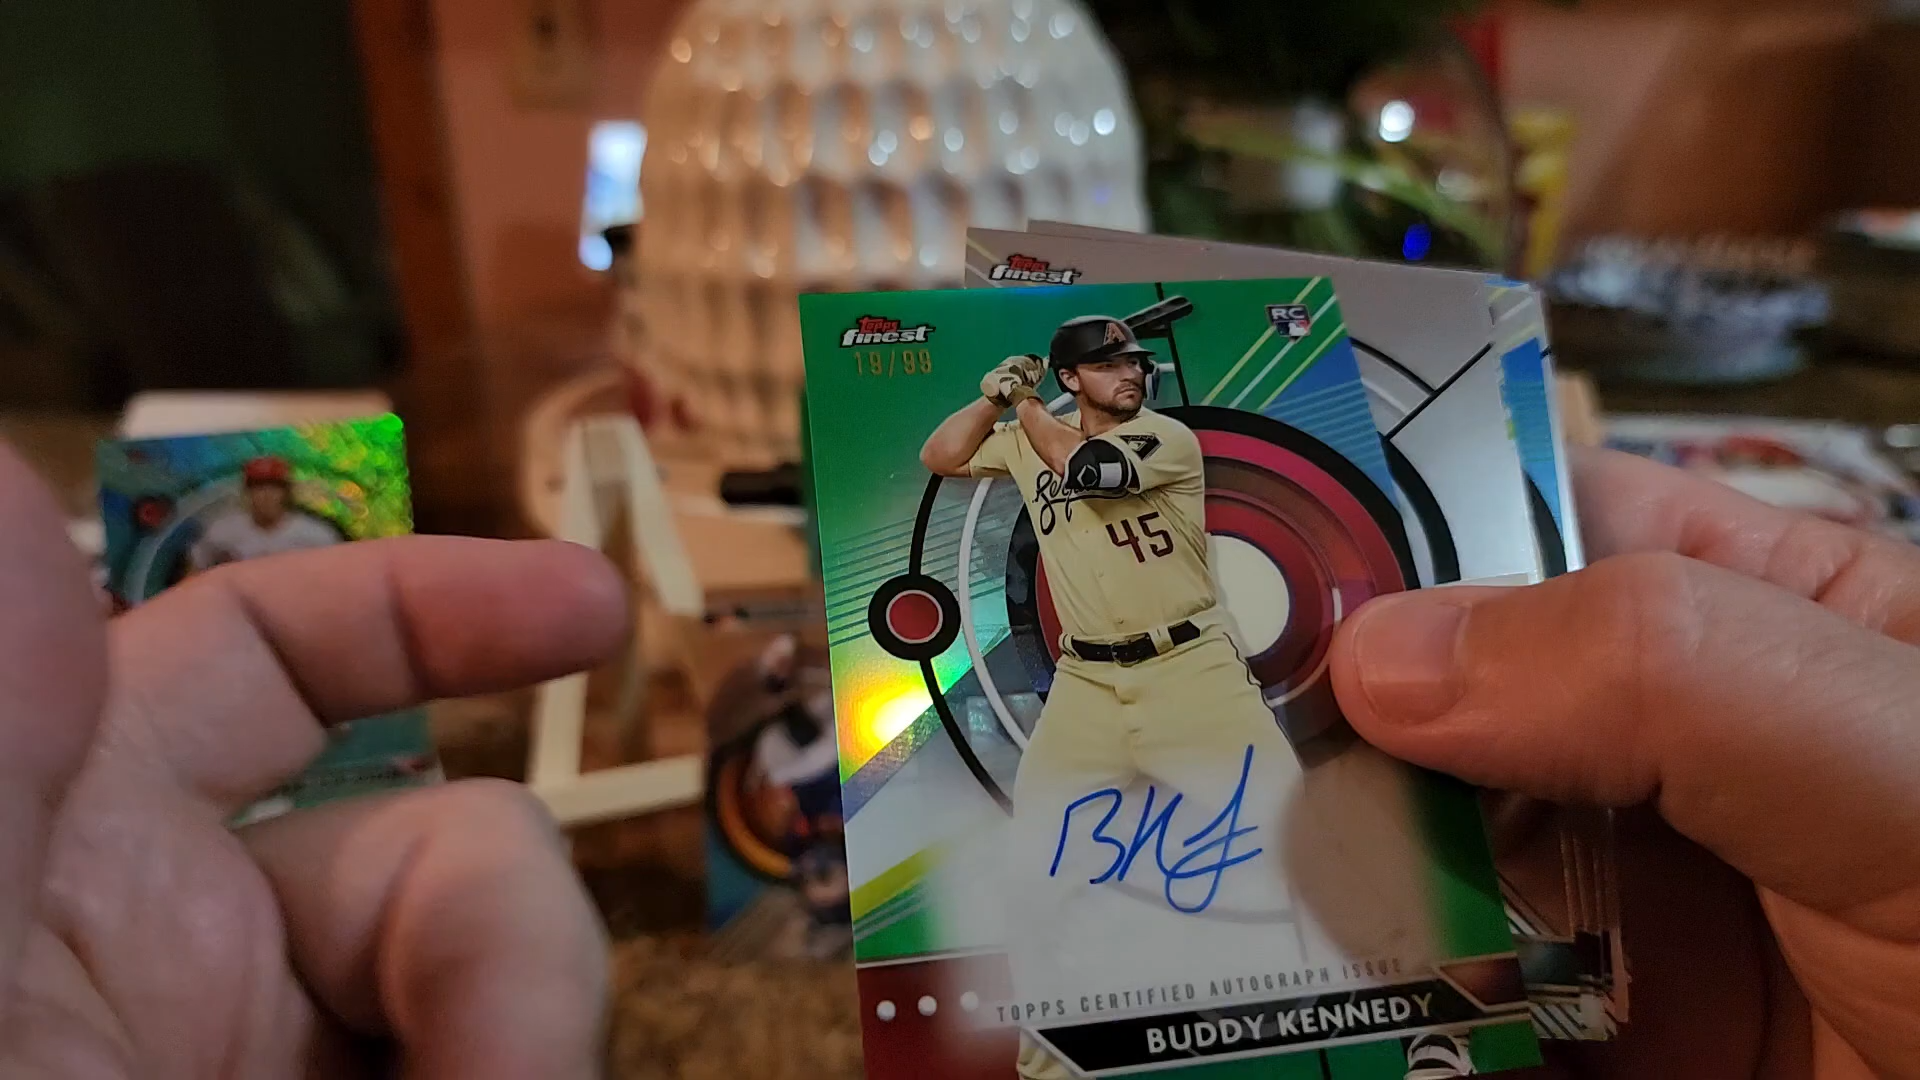 Topps
finest
Topps
finest
19/99
RC
A
A
45
TOPPS CERTIFIED AUTOGRAPH ISSUE
BUDDY KENNEDY